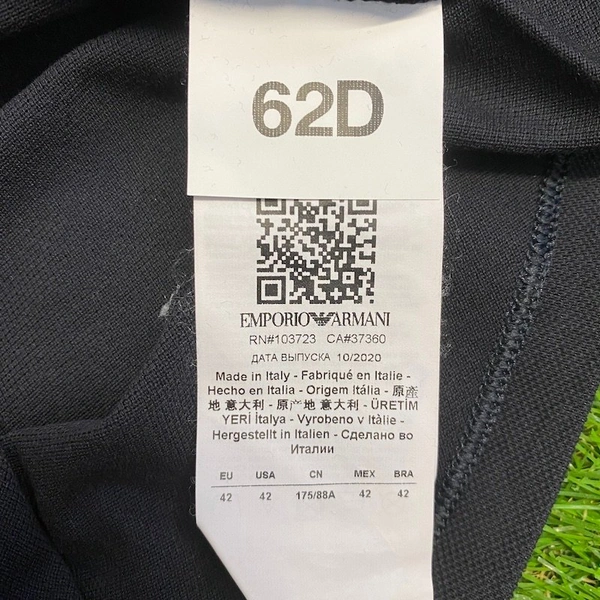 62D
EMPORIO ARMANI
RN#103723 CA#37360
ДАТА ВЫПУСКА 10/2020
Made in Italy - Fabriqué en Italie -
Hecho en Italia - Origem Itália - 原產
地 意大利 - 原产地 意大利 - ÜRETİM
YERİ İtalya - Vyrobeno v Itálie -
Hergestellt in Italien - Сделано во
Италии
EU USA CN MEX BRA
42 42 175/88A 42 42